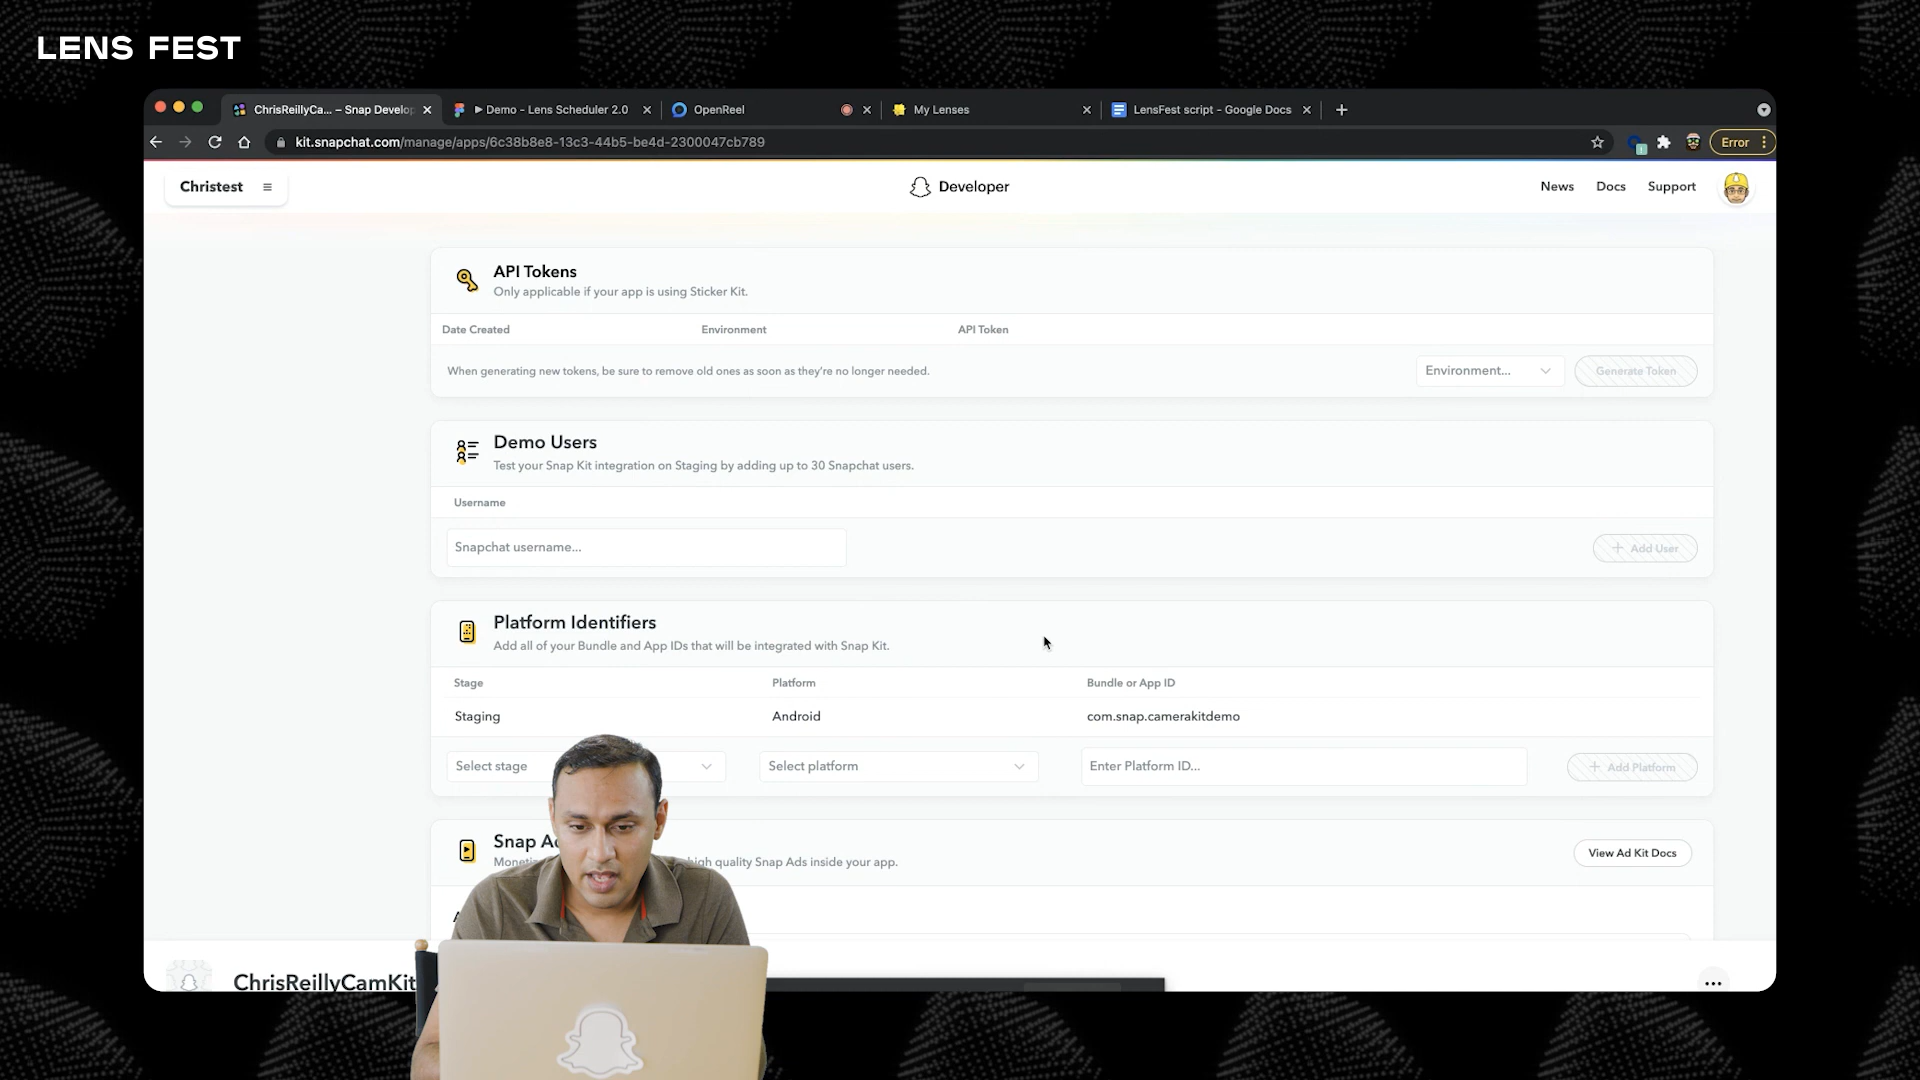 LENS FEST
ChrisReillyCam... – Snap Develop
Demo - Lens Scheduler 2.0
OpenReel
My Lenses
LensFest script - Google Docs
kit.snapchat.com/manage/apps/6c38b8e8-13c3-44b5-be4d-2300047cb789
Error
Christest
Developer
News
Docs
Support
API Tokens
Only applicable if your app is using Sticker Kit.
Date Created
Environment
API Token
When generating new tokens, be sure to remove old ones as soon as they're no longer needed.
Environment...
Generate Token
Demo Users
Test your Snap Kit integration on Staging by adding up to 30 Snapchat users.
Username
Snapchat username...
Add User
Platform Identifiers
Add all of your Bundle and App IDs that will be integrated with Snap Kit.
Stage
Platform
Bundle or App ID
Staging
Android
com.snap.camerakitdemo
Select stage
Select platform
Enter Platform ID...
Add Platform
Snap
high quality Snap Ads inside your app.
View Ad Kit Docs
ChrisReillyCamKit